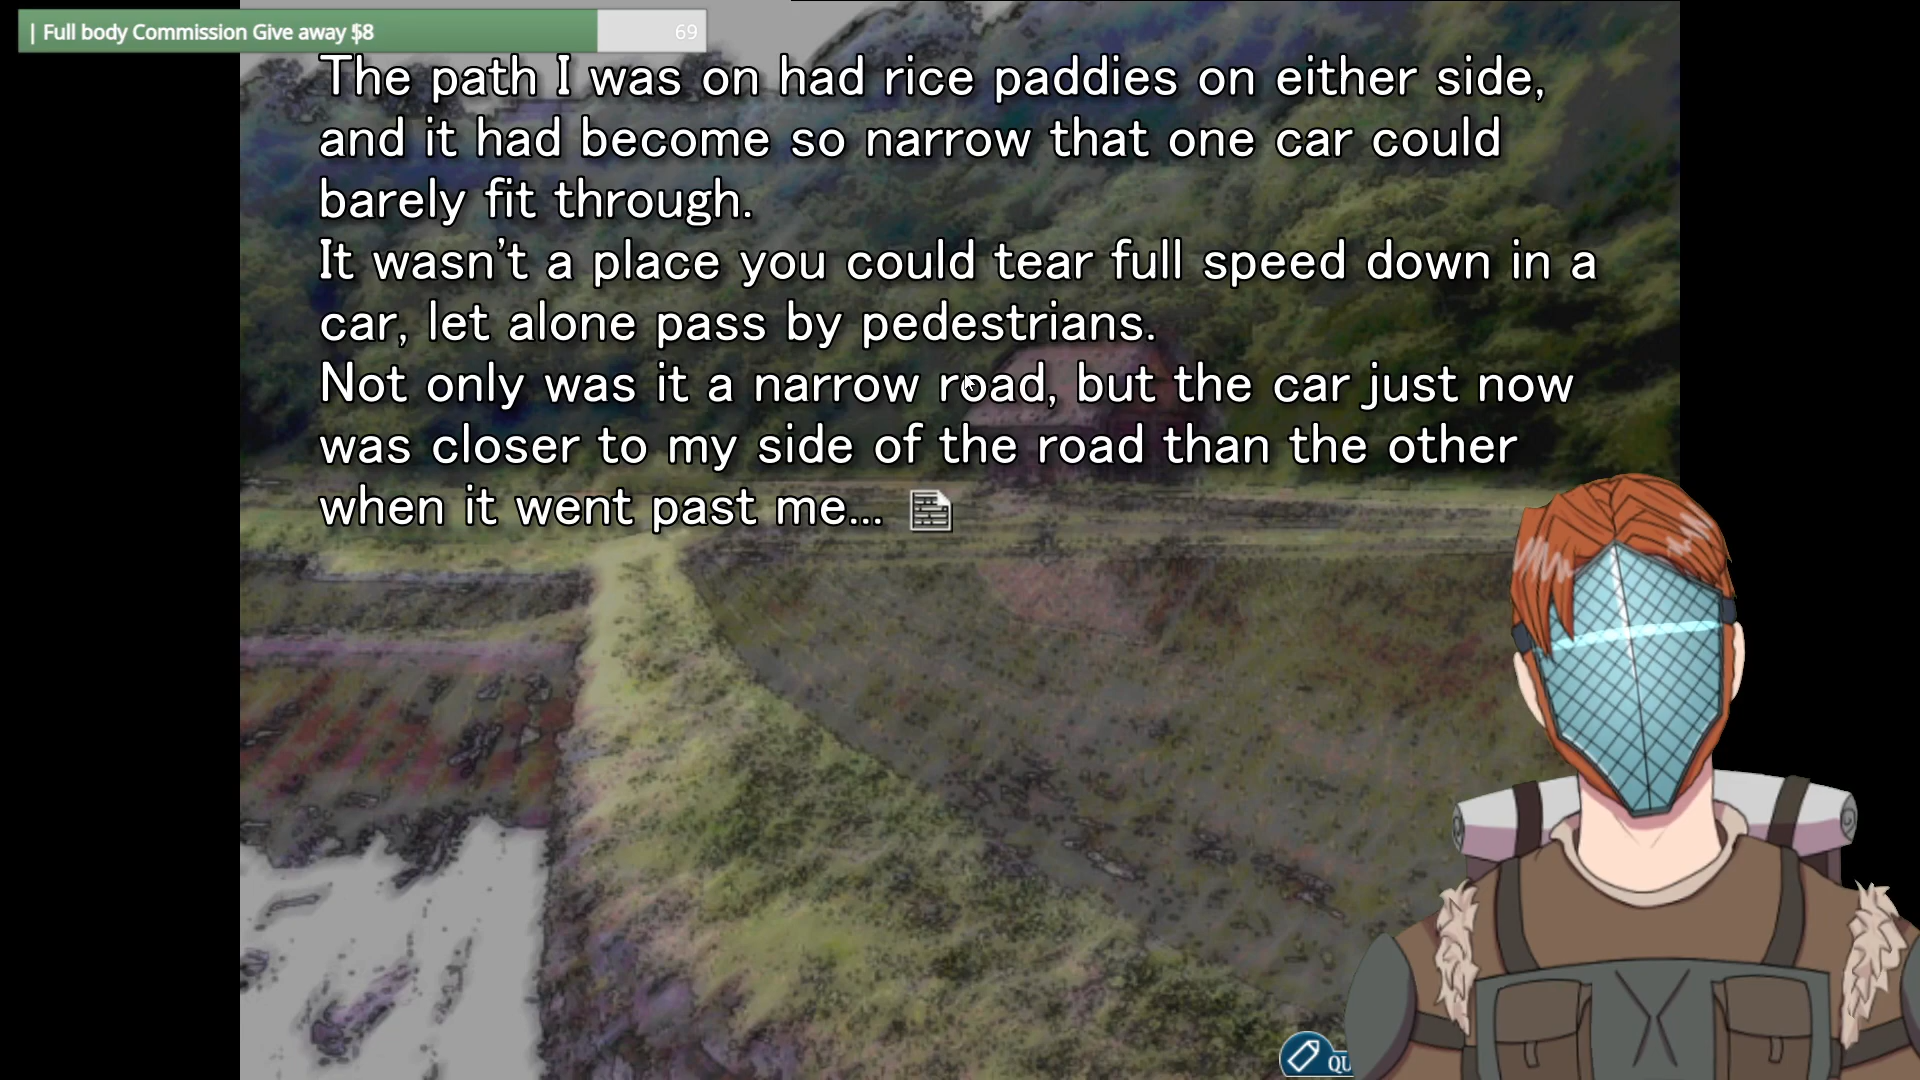 | Full body Commission Give away $8
69
The path I was on had rice paddies on either side,
and it had become so narrow that one car could
barely fit through.
It wasn't a place you could tear full speed down in a
car, let alone pass by pedestrians.
Not only was it a narrow road, but the car just now
was closer to my side of the road than the other
when it went past me...